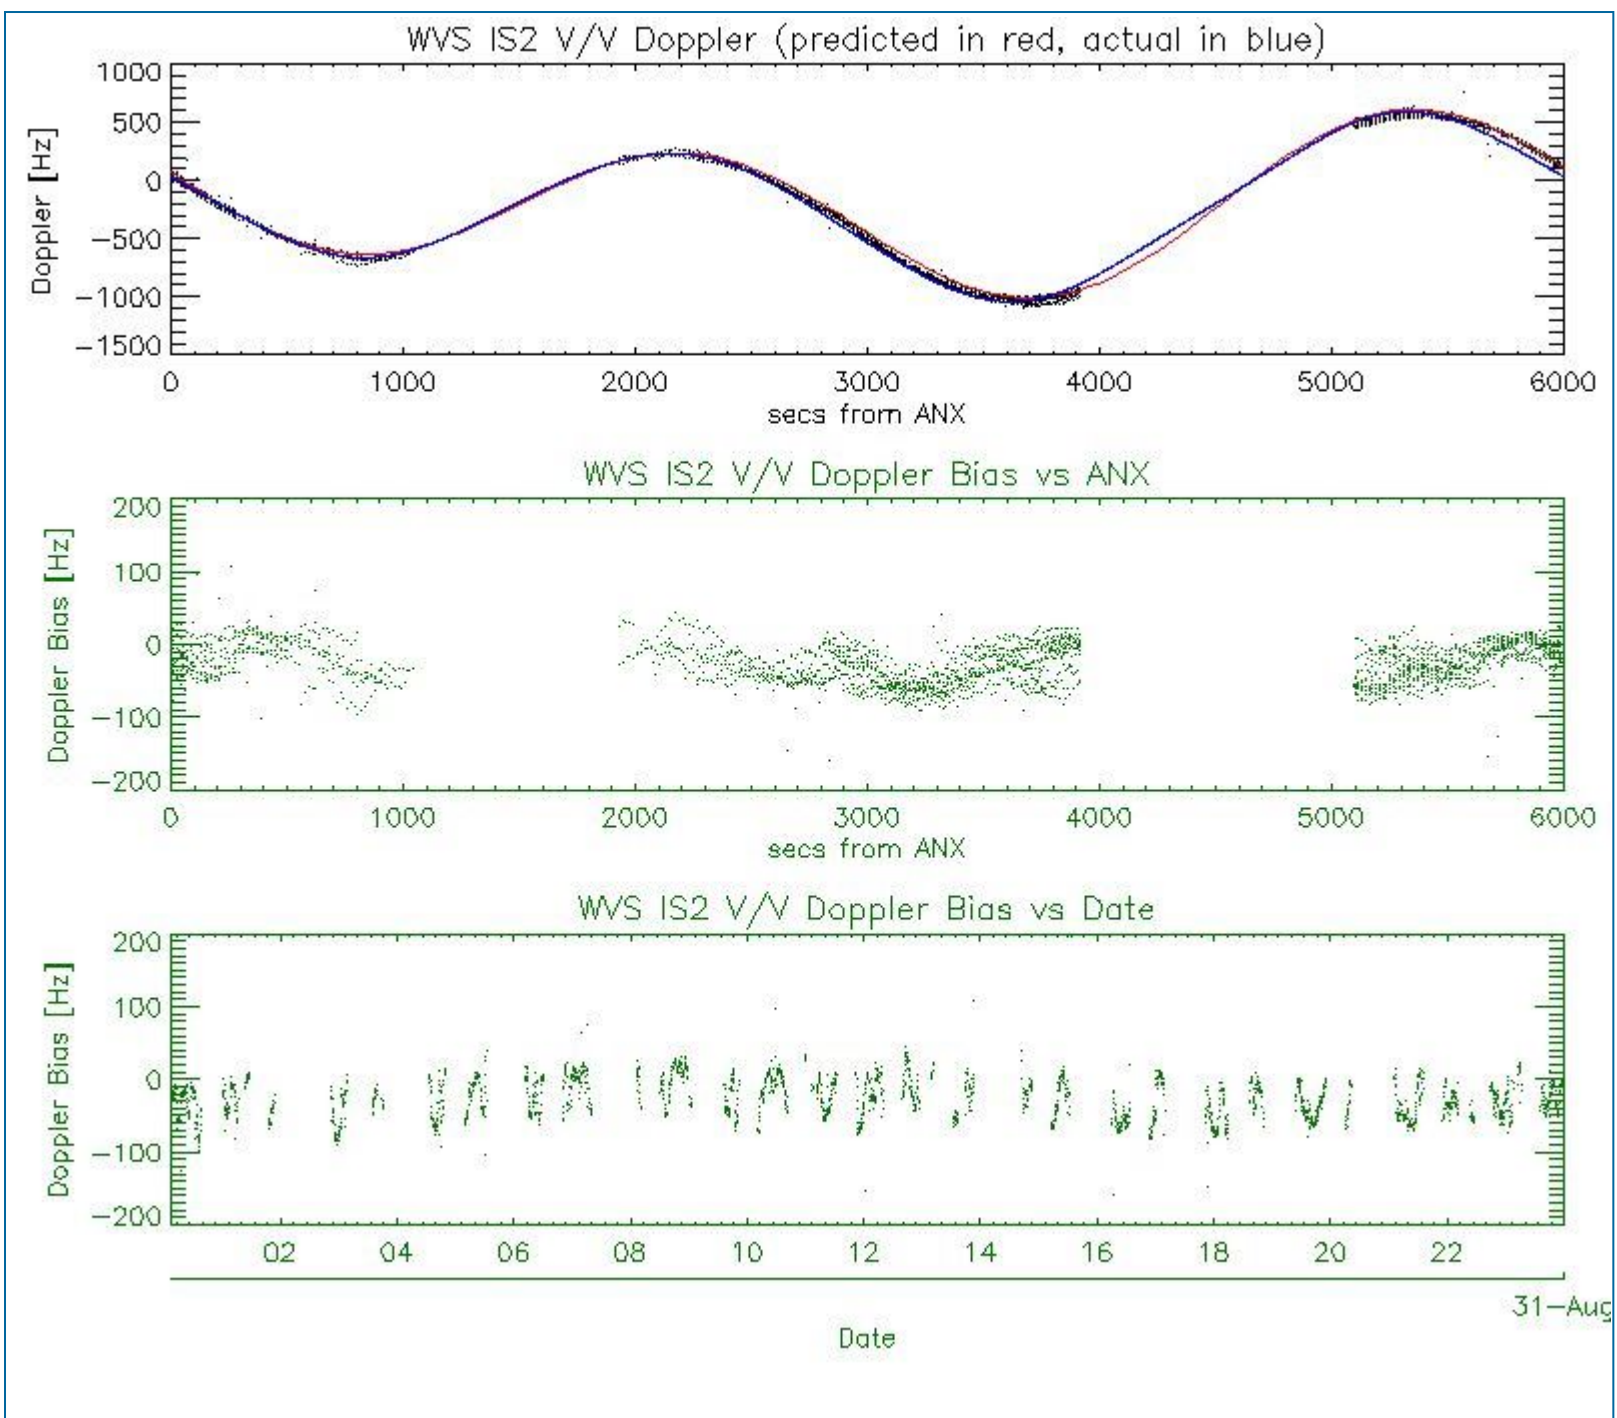 WVS IS2 V/V Doppler (predicted in red, actual in blue)
1000
500
0
−500
−1000
−1500
Doppler [Hz]
0 1000 2000 3000 4000 5000 6000
secs from ANX
WVS IS2 V/V Doppler Bias vs ANX
200
100
0
−100
−200
Doppler Bias [Hz]
0 1000 2000 3000 4000 5000 6000
secs from ANX
WVS IS2 V/V Doppler Bias vs Date
200
100
0
−100
−200
Doppler Bias [Hz]
02 04 06 08 10 12 14 16 18 20 22
31−Aug
Date